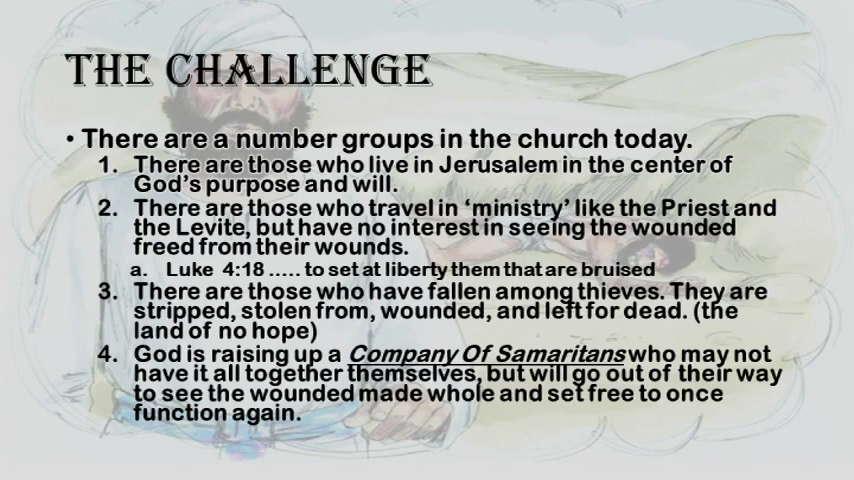 THE CHALLENGE
• There are a number groups in the church today.
1. There are those who live in Jerusalem in the center of
God's purpose and will.
2. There are those who travel in ‘ministry’ like the Priest and
the Levite, but have no interest in seeing the wounded
freed from their wounds.
a. Luke 4:18 ..... to set at liberty them that are bruised
3. There are those who have fallen among thieves. They are
stripped, stolen from, wounded, and left for dead. (the
land of no hope)
4. God is raising up a Company Of Samaritans who may not
have it all together themselves, but will go out of their way
to see the wounded made whole and set free to once
function again.